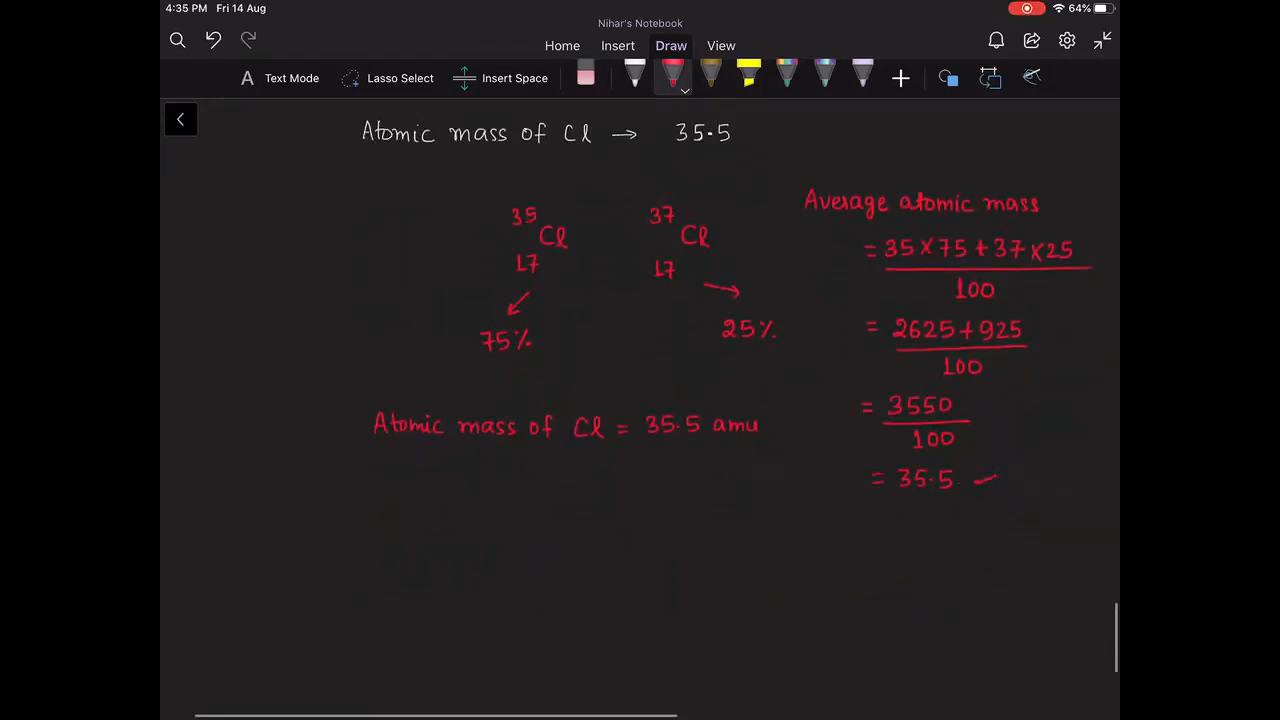 4:35 PM Fri 14 Aug
64%
Nihar's Notebook
Home Insert Draw View
Text Mode Lasso Select Insert Space
Atomic mass of Cl → 35.5
35 Cl 17
37 Cl 17
75%
25%
Atomic mass of Cl = 35.5 amu
Average atomic mass
= 35 × 75 + 37 × 25
100
= 2625 + 925
100
= 3550
100
= 35.5